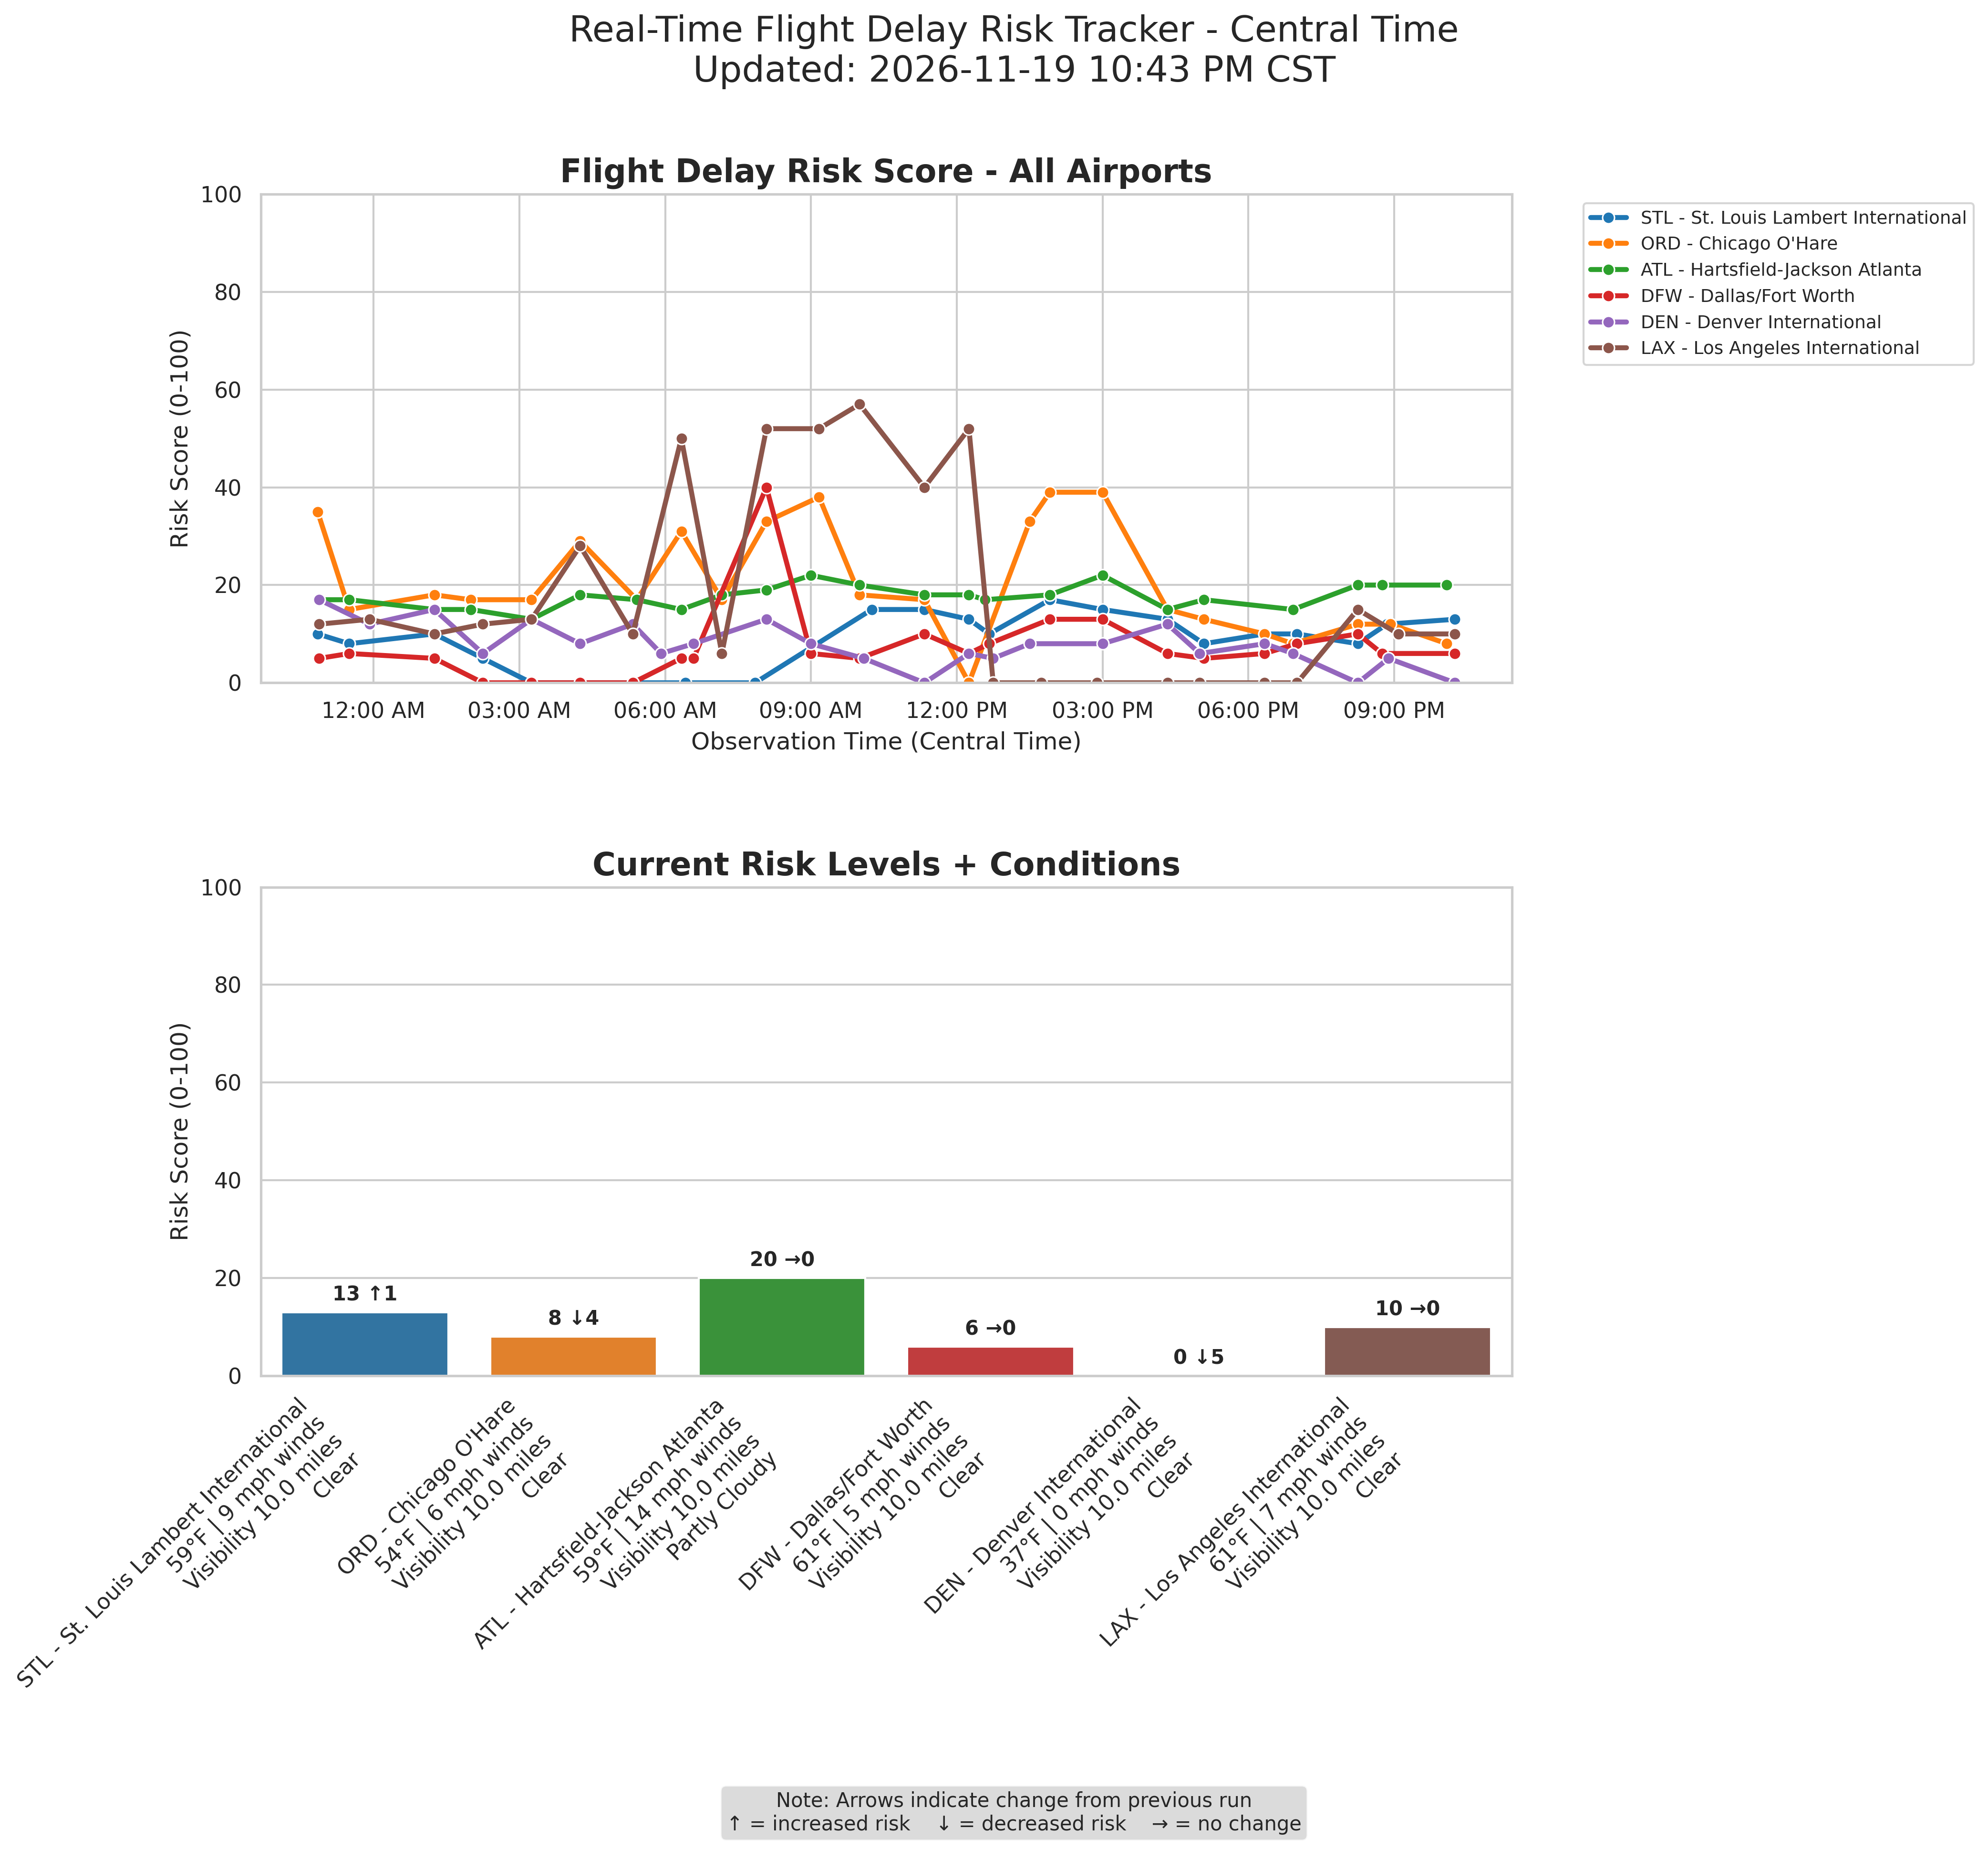 Real-Time Flight Delay Risk Tracker - Central Time
Updated: 2026-11-19 10:43 PM CST
Flight Delay Risk Score - All Airports
100
80
60
40
20
0
Risk Score (0-100)
12:00 AM
03:00 AM
06:00 AM
09:00 AM
12:00 PM
03:00 PM
06:00 PM
09:00 PM
Observation Time (Central Time)
STL - St. Louis Lambert International
ORD - Chicago O'Hare
ATL - Hartsfield-Jackson Atlanta
DFW - Dallas/Fort Worth
DEN - Denver International
LAX - Los Angeles International
Current Risk Levels + Conditions
100
80
60
40
20
0
Risk Score (0-100)
13 ↑1
8 ↓4
20 →0
6 →0
0 ↓5
10 →0
STL - St. Louis Lambert International
59°F | 9 mph winds
Visibility 10.0 miles
Clear
ORD - Chicago O'Hare
54°F | 6 mph winds
Visibility 10.0 miles
Clear
ATL - Hartsfield-Jackson Atlanta
59°F | 14 mph winds
Visibility 10.0 miles
Partly Cloudy
DFW - Dallas/Fort Worth
61°F | 5 mph winds
Visibility 10.0 miles
Clear
DEN - Denver International
37°F | 0 mph winds
Visibility 10.0 miles
Clear
LAX - Los Angeles International
61°F | 7 mph winds
Visibility 10.0 miles
Clear
Note: Arrows indicate change from previous run
↑ = increased risk ↓ = decreased risk → = no change